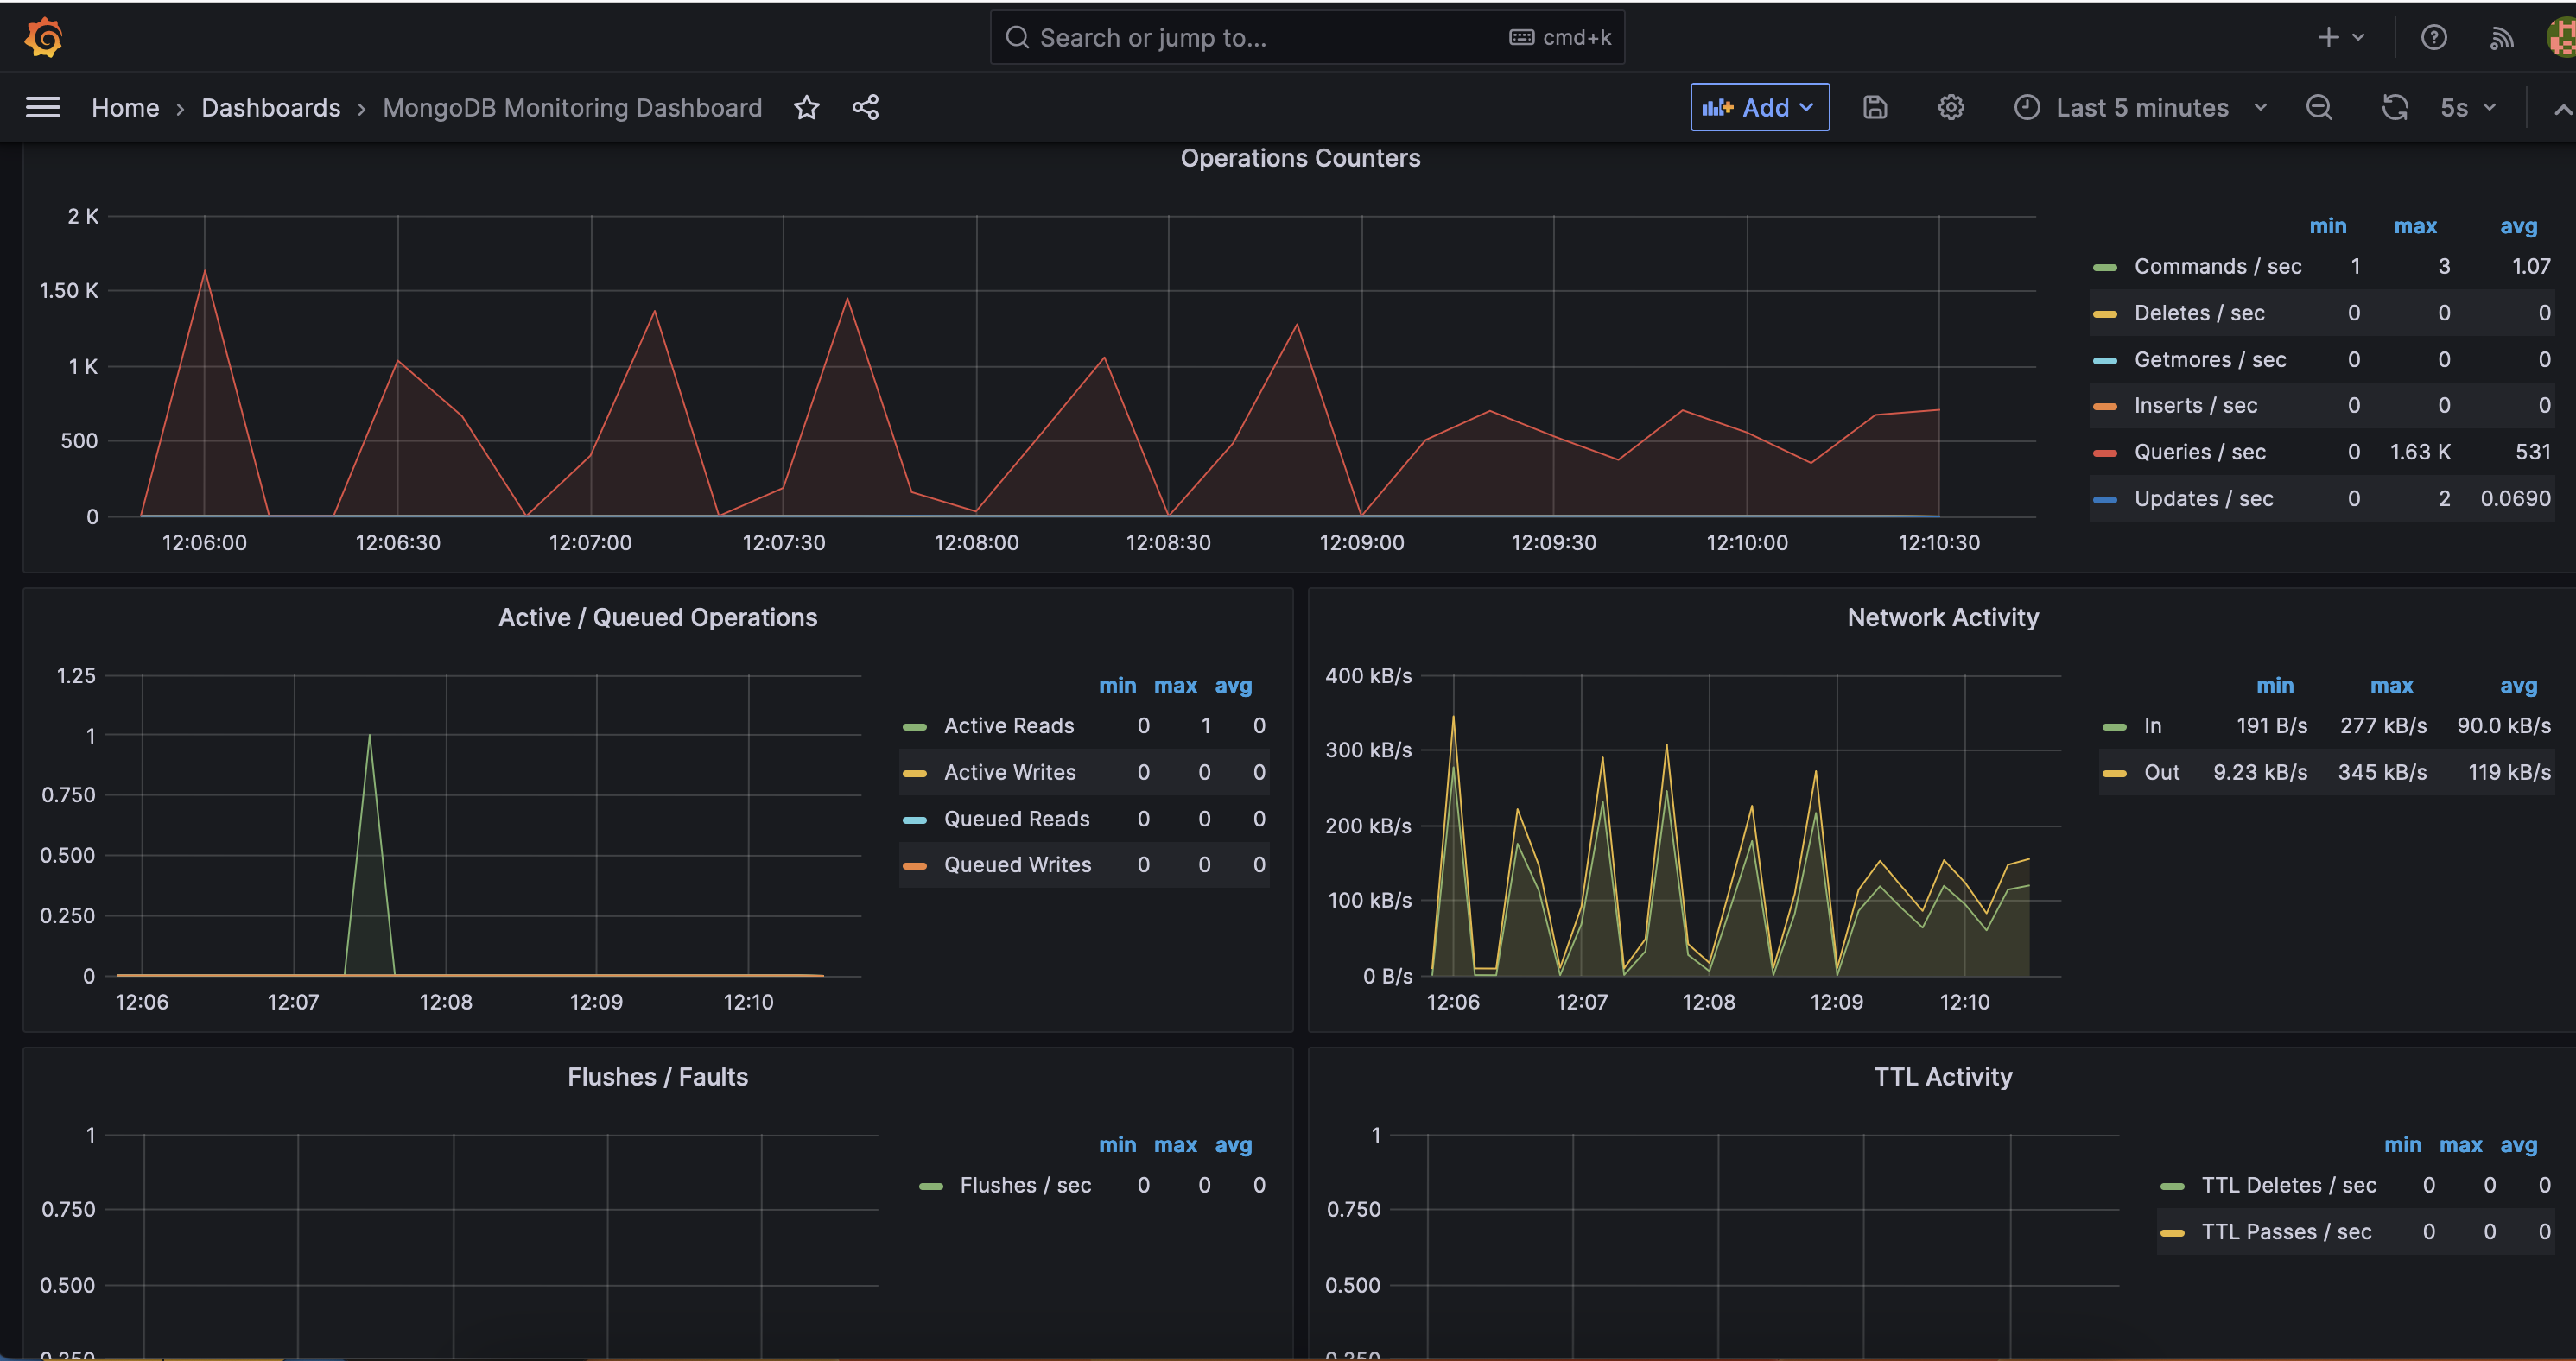 Search or jump to... cmd+k
Home › Dashboards › MongoDB Monitoring Dashboard Add Last 5 minutes 5s
Operations Counters
2 K
1.50 K
1 K
500
0
12:06:00 12:06:30 12:07:00 12:07:30 12:08:00 12:08:30 12:09:00 12:09:30 12:10:00 12:10:30
min max avg
Commands / sec 1 3 1.07
Deletes / sec 0 0 0
Getmores / sec 0 0 0
Inserts / sec 0 0 0
Queries / sec 0 1.63 K 531
Updates / sec 0 2 0.0690
Active / Queued Operations
1.25
1
0.750
0.500
0.250
0
12:06 12:07 12:08 12:09 12:10
min max avg
Active Reads 0 1 0
Active Writes 0 0 0
Queued Reads 0 0 0
Queued Writes 0 0 0
Network Activity
400 kB/s
300 kB/s
200 kB/s
100 kB/s
0 B/s
12:06 12:07 12:08 12:09 12:10
min max avg
In 191 B/s 277 kB/s 90.0 kB/s
Out 9.23 kB/s 345 kB/s 119 kB/s
Flushes / Faults
1
0.750
0.500
0.250
min max avg
Flushes / sec 0 0 0
TTL Activity
1
0.750
0.500
0.250
min max avg
TTL Deletes / sec 0 0 0
TTL Passes / sec 0 0 0